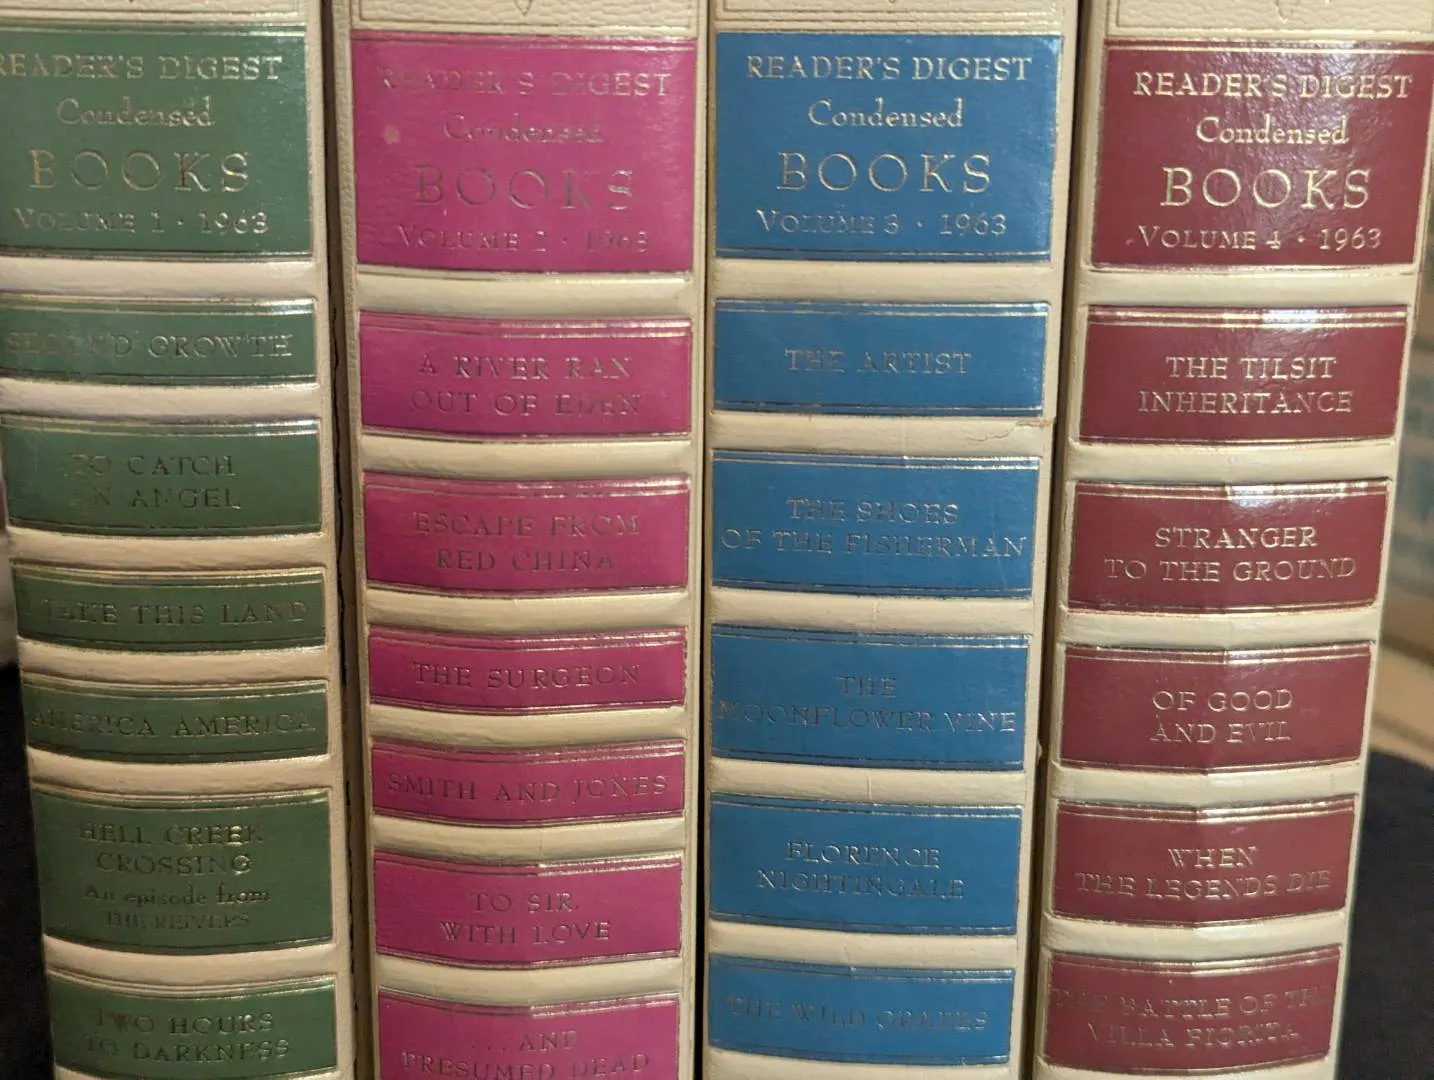 READER'S DIGEST
Condensed
BOOKS
VOLUME 1 · 1963
SECOND GROWTH
TO CATCH
AN ANGEL
I TAKE THIS LAND
AMERICA AMERICA
HELL CREEK
CROSSING
An episode from
THE REIVERS
TWO HOURS
TO DARKNESS
READER'S DIGEST
Condensed
BOOKS
VOLUME 2 · 1963
A RIVER RAN
OUT OF EDEN
ESCAPE FROM
RED CHINA
THE SURGEON
SMITH AND JONES
TO SIR,
WITH LOVE
... AND
PRESUMED DEAD
READER'S DIGEST
Condensed
BOOKS
VOLUME 3 · 1963
THE ARTIST
THE SHOES
OF THE FISHERMAN
THE
MOONFLOWER VINE
FLORENCE
NIGHTINGALE
THE WILD GRAPES
READER'S DIGEST
Condensed
BOOKS
VOLUME 4 · 1963
THE TILSIT
INHERITANCE
STRANGER
TO THE GROUND
OF GOOD
AND EVIL
WHEN
THE LEGENDS DIE
THE BATTLE OF THE
VILLA FIORITA